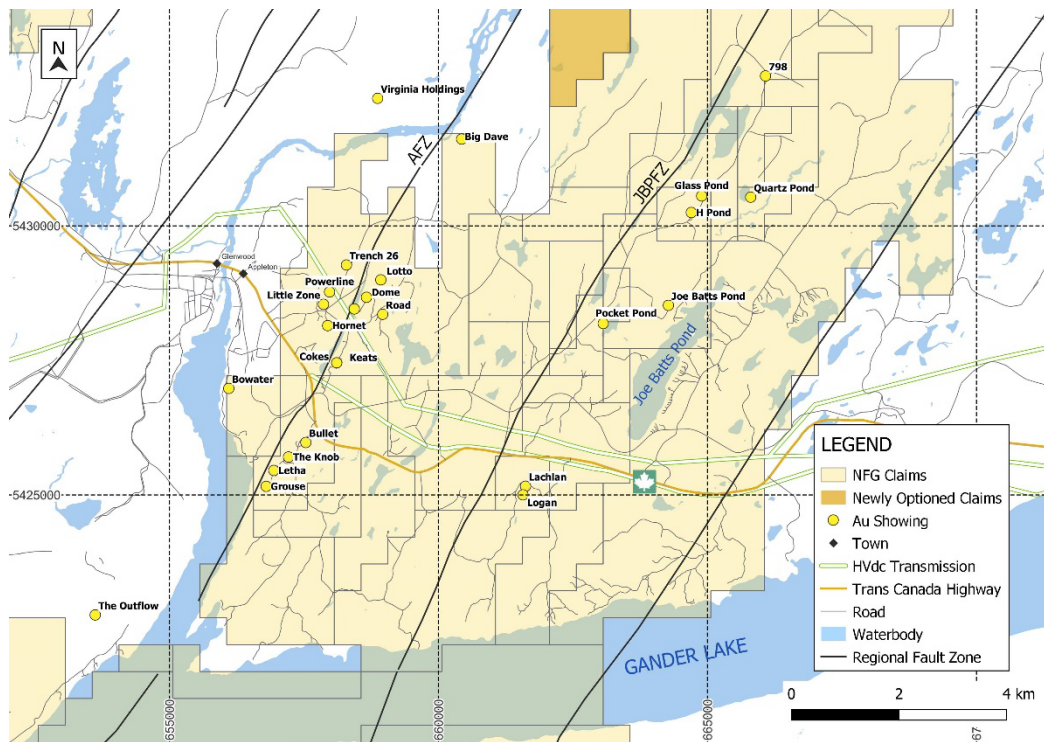 N
798
Virginia Holdings
Big Dave
AFZ
JBPFZ
Glass Pond
Quartz Pond
H Pond
5430000
Glenwood
Appleton
Trench 26
Lotto
Powerline
Dome
Little Zone
Road
Hornet
Joe Batts Pond
Pocket Pond
Joe Batts Pond
Cokes
Keats
Bowater
Bullet
The Knob
Letha
Grouse
Lachlan
Logan
5425000
The Outflow
GANDER LAKE
LEGEND
NFG Claims
Newly Optioned Claims
Au Showing
Town
HVdc Transmission
Trans Canada Highway
Road
Waterbody
Regional Fault Zone
0 2 4 km
655000
660000
665000
67